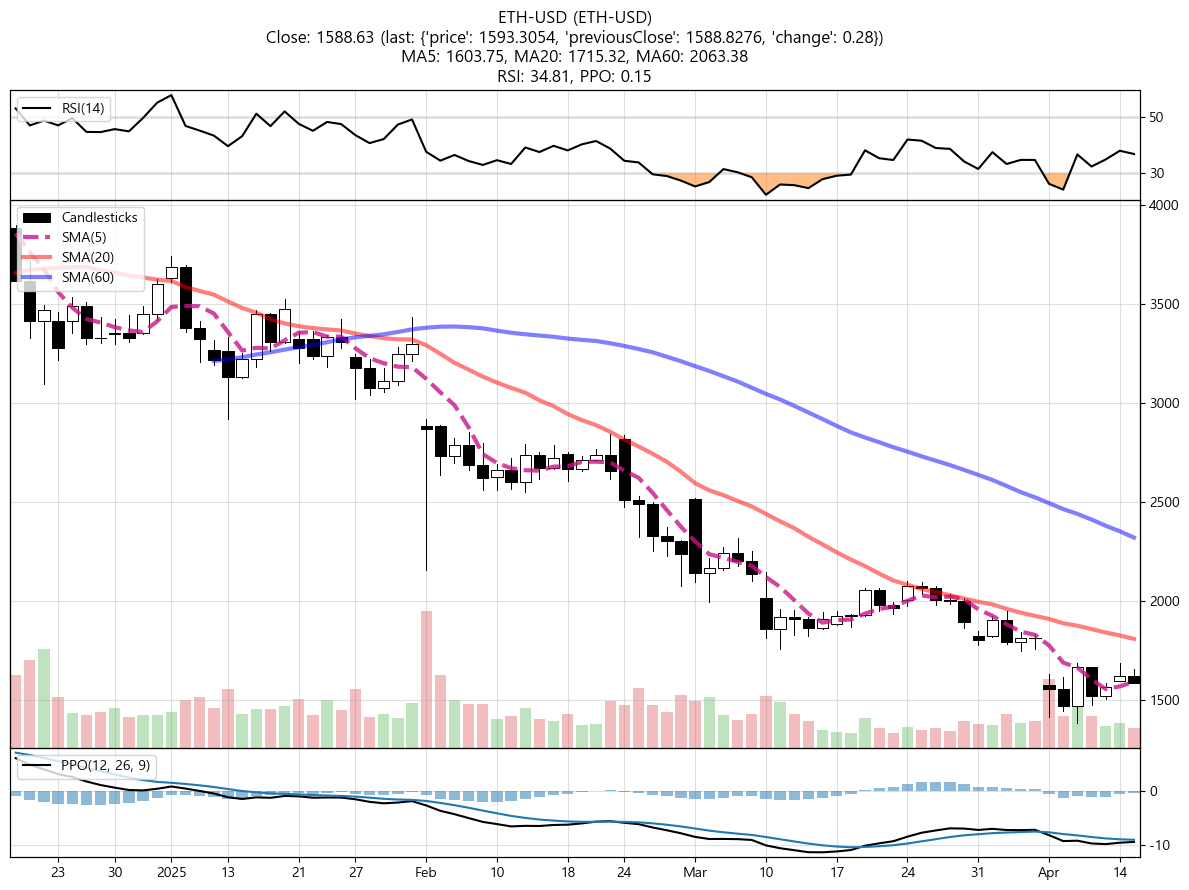 ETH-USD (ETH-USD)
Close: 1588.63 (last: {'price': 1593.3054, 'previousClose': 1588.8276, 'change': 0.28})
MA5: 1603.75, MA20: 1715.32, MA60: 2063.38
RSI: 34.81, PPO: 0.15
RSI(14)
50
30
Candlesticks
SMA(5)
SMA(20)
SMA(60)
4000
3500
3000
2500
2000
1500
PPO(12, 26, 9)
0
-10
23 30 2025 13 21 27 Feb 10 18 24 Mar 10 17 24 31 Apr 14